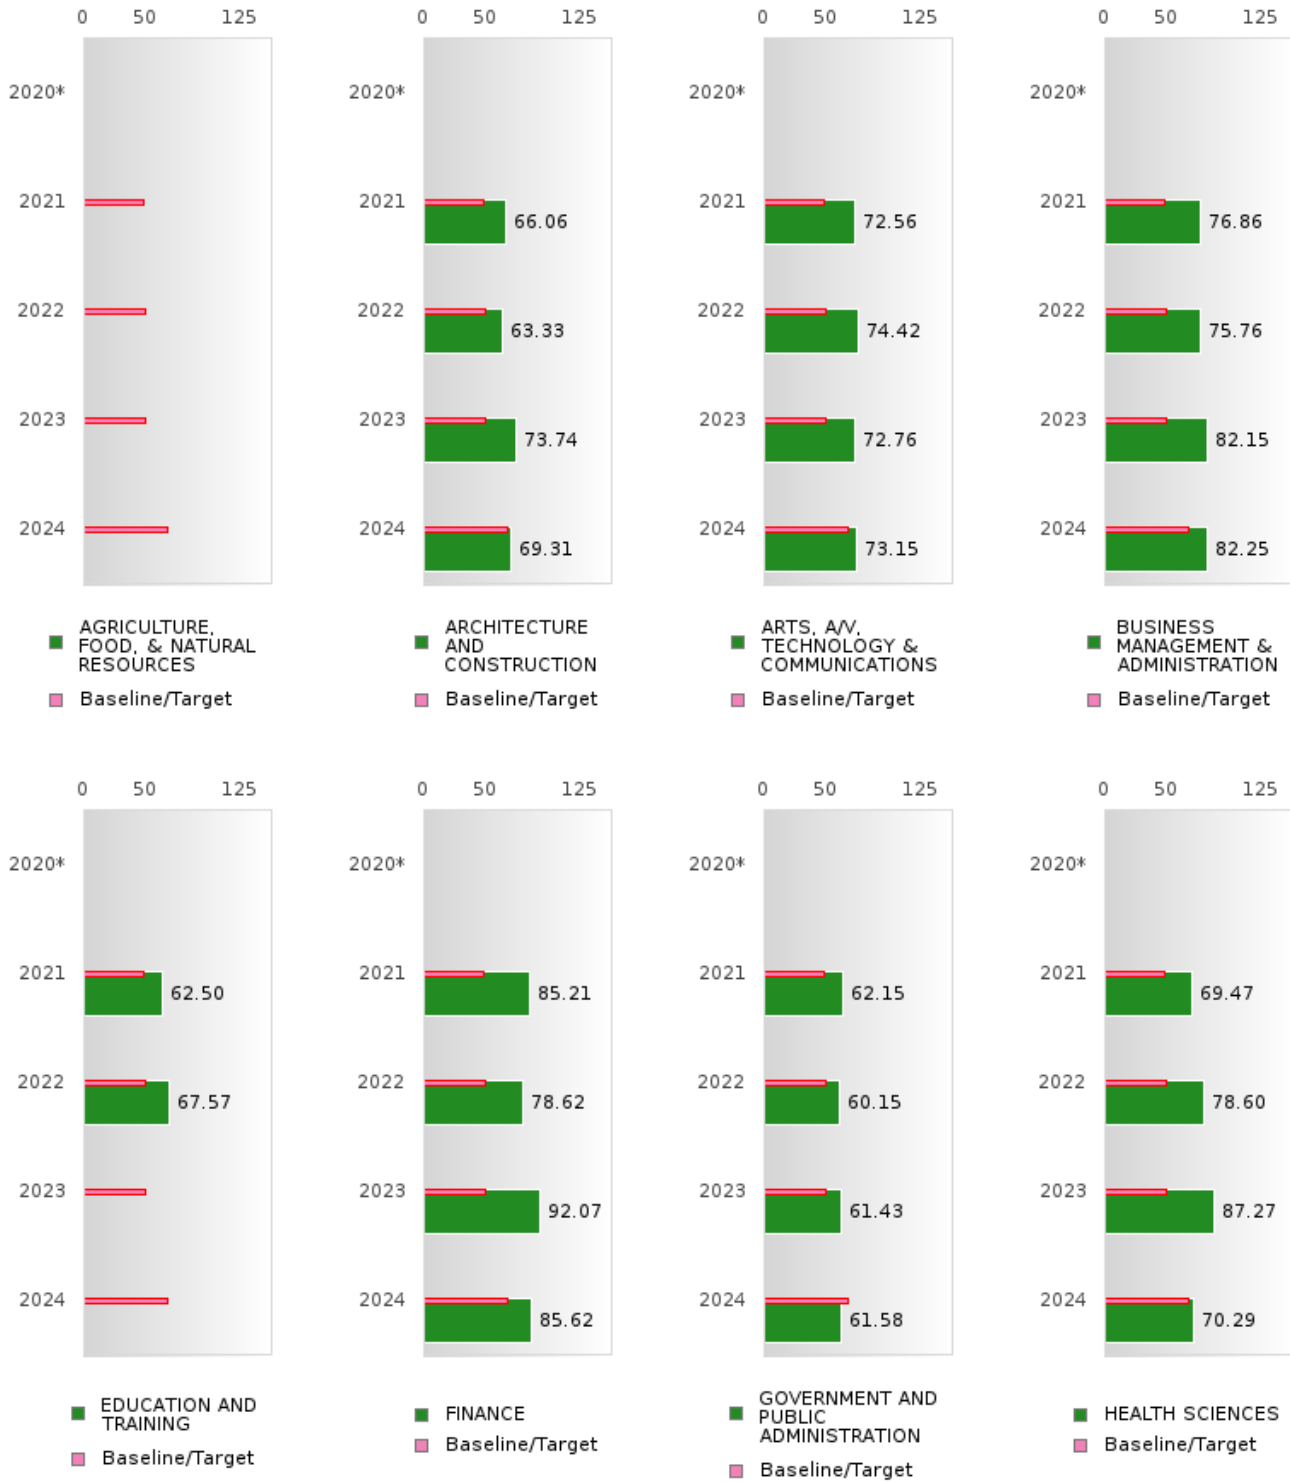 0 50 125
2020*
2021
2022
2023
2024
AGRICULTURE,
FOOD, & NATURAL
RESOURCES
Baseline/Target
0 50 125
2020*
2021 66.06
2022 63.33
2023 73.74
2024 69.31
ARCHITECTURE
AND
CONSTRUCTION
Baseline/Target
0 50 125
2020*
2021 72.56
2022 74.42
2023 72.76
2024 73.15
ARTS, A/V,
TECHNOLOGY &
COMMUNICATIONS
Baseline/Target
0 50 125
2020*
2021 76.86
2022 75.76
2023 82.15
2024 82.25
BUSINESS
MANAGEMENT &
ADMINISTRATION
Baseline/Target
0 50 125
2020*
2021 62.50
2022 67.57
2023
2024
EDUCATION AND
TRAINING
Baseline/Target
0 50 125
2020*
2021 85.21
2022 78.62
2023 92.07
2024 85.62
FINANCE
Baseline/Target
0 50 125
2020*
2021 62.15
2022 60.15
2023 61.43
2024 61.58
GOVERNMENT AND
PUBLIC
ADMINISTRATION
Baseline/Target
0 50 125
2020*
2021 69.47
2022 78.60
2023 87.27
2024 70.29
HEALTH SCIENCES
Baseline/Target